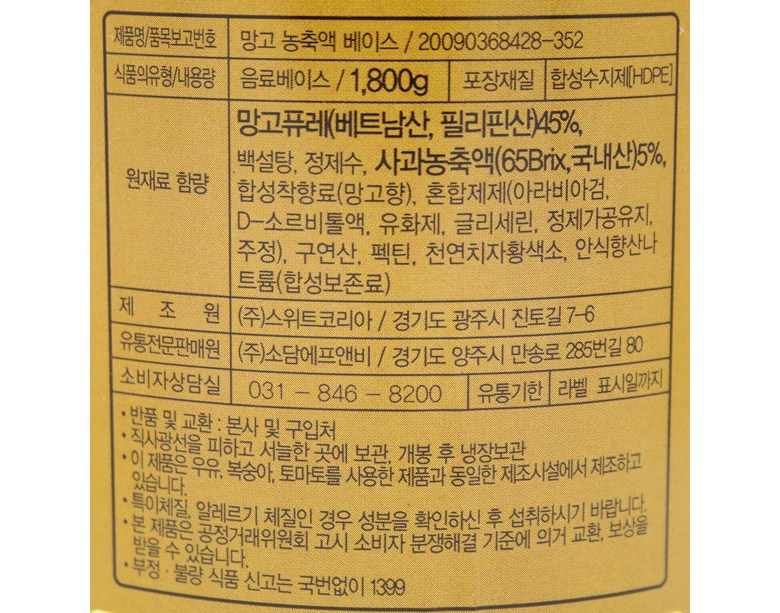 제품명/품목보고번호 망고 농축액 베이스 / 20090368428-352
식품의유형/내용량 음료베이스 / 1,800g 포장재질 합성수지제[HDPE]
망고퓨레(베트남산, 필리핀산)45%,
백설탕, 정제수, 사과농축액(65Brix,국내산)5%,
원재료 함량 합성착향료(망고향), 혼합제제(아라비아검,
D-소르비톨액, 유화제, 글리세린, 정제가공유지,
주정), 구연산, 펙틴, 천연치자황색소, 안식향산나
트륨(합성보존료)
제 조 원 (주)스위트코리아 / 경기도 광주시 진토길 7-6
유통전문판매원 (주)소담에프앤비 / 경기도 양주시 만송로 285번길 80
소비자상담실 031 - 846 - 8200 유통기한 라벨 표시일까지
• 반품 및 교환 : 본사 및 구입처
• 직사광선을 피하고 서늘한 곳에 보관, 개봉 후 냉장보관
• 이 제품은 우유, 복숭아, 토마토를 사용한 제품과 동일한 제조시설에서 제조하고
있습니다.
• 특이체질, 알레르기 체질인 경우 성분을 확인하신 후 섭취하시기 바랍니다.
• 본 제품은 공정거래위원회 고시 소비자 분쟁해결 기준에 의거 교환, 보상을
받을 수 있습니다.
• 부정 · 불량 식품 신고는 국번없이 1399